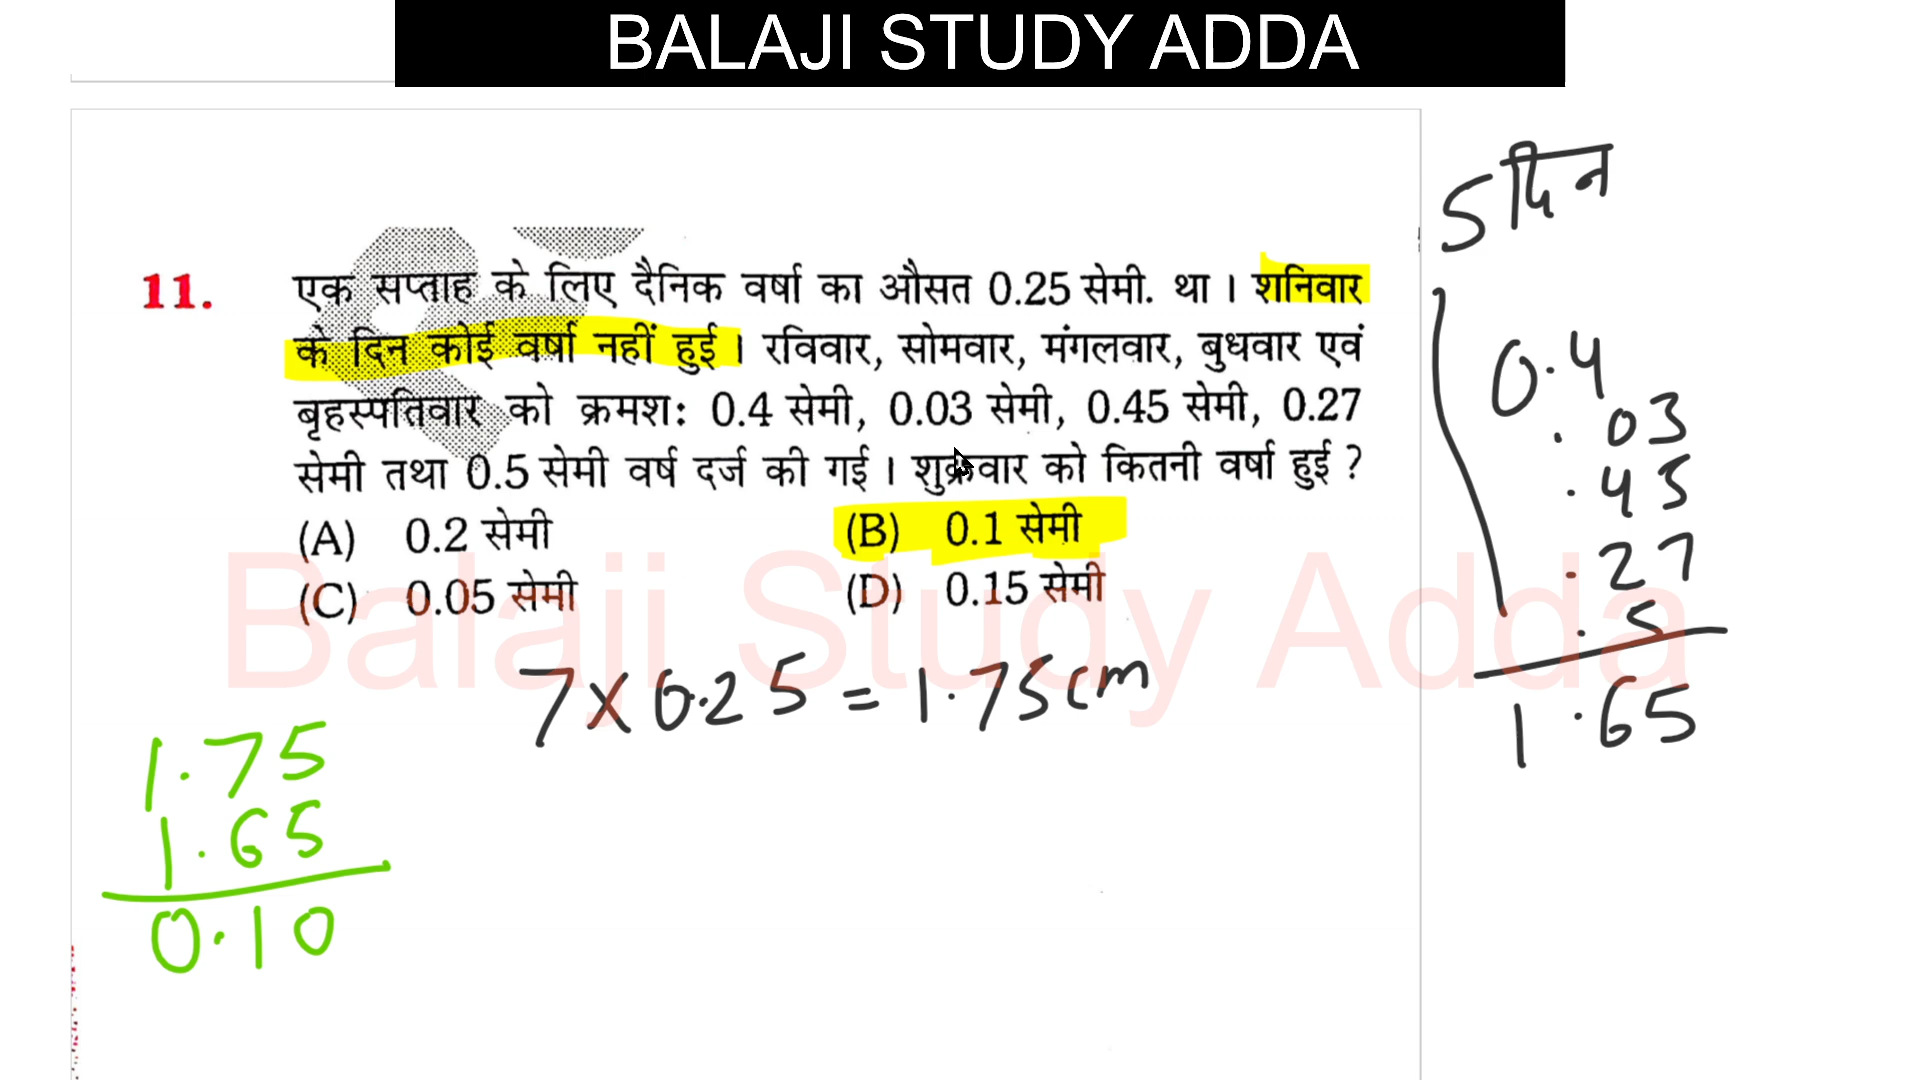 BALAJI STUDY ADDA
11. एक सप्ताह के लिए दैनिक वर्षा का औसत 0.25 सेमी. था । शनिवार
के दिन कोई वर्षा नहीं हुई । रविवार, सोमवार, मंगलवार, बुधवार एवं
बृहस्पतिवार को क्रमशः 0.4 सेमी, 0.03 सेमी, 0.45 सेमी, 0.27
सेमी तथा 0.5 सेमी वर्ष दर्ज की गई । शुक्रवार को कितनी वर्षा हुई ?
(A) 0.2 सेमी (B) 0.1 सेमी
(C) 0.05 सेमी (D) 0.15 सेमी
Balaji Study Adda
7 x 0.25 = 1.75 cm
1.75
1.65
0.10
5 दिन
0.4
.03
.45
.27
.5
1.65